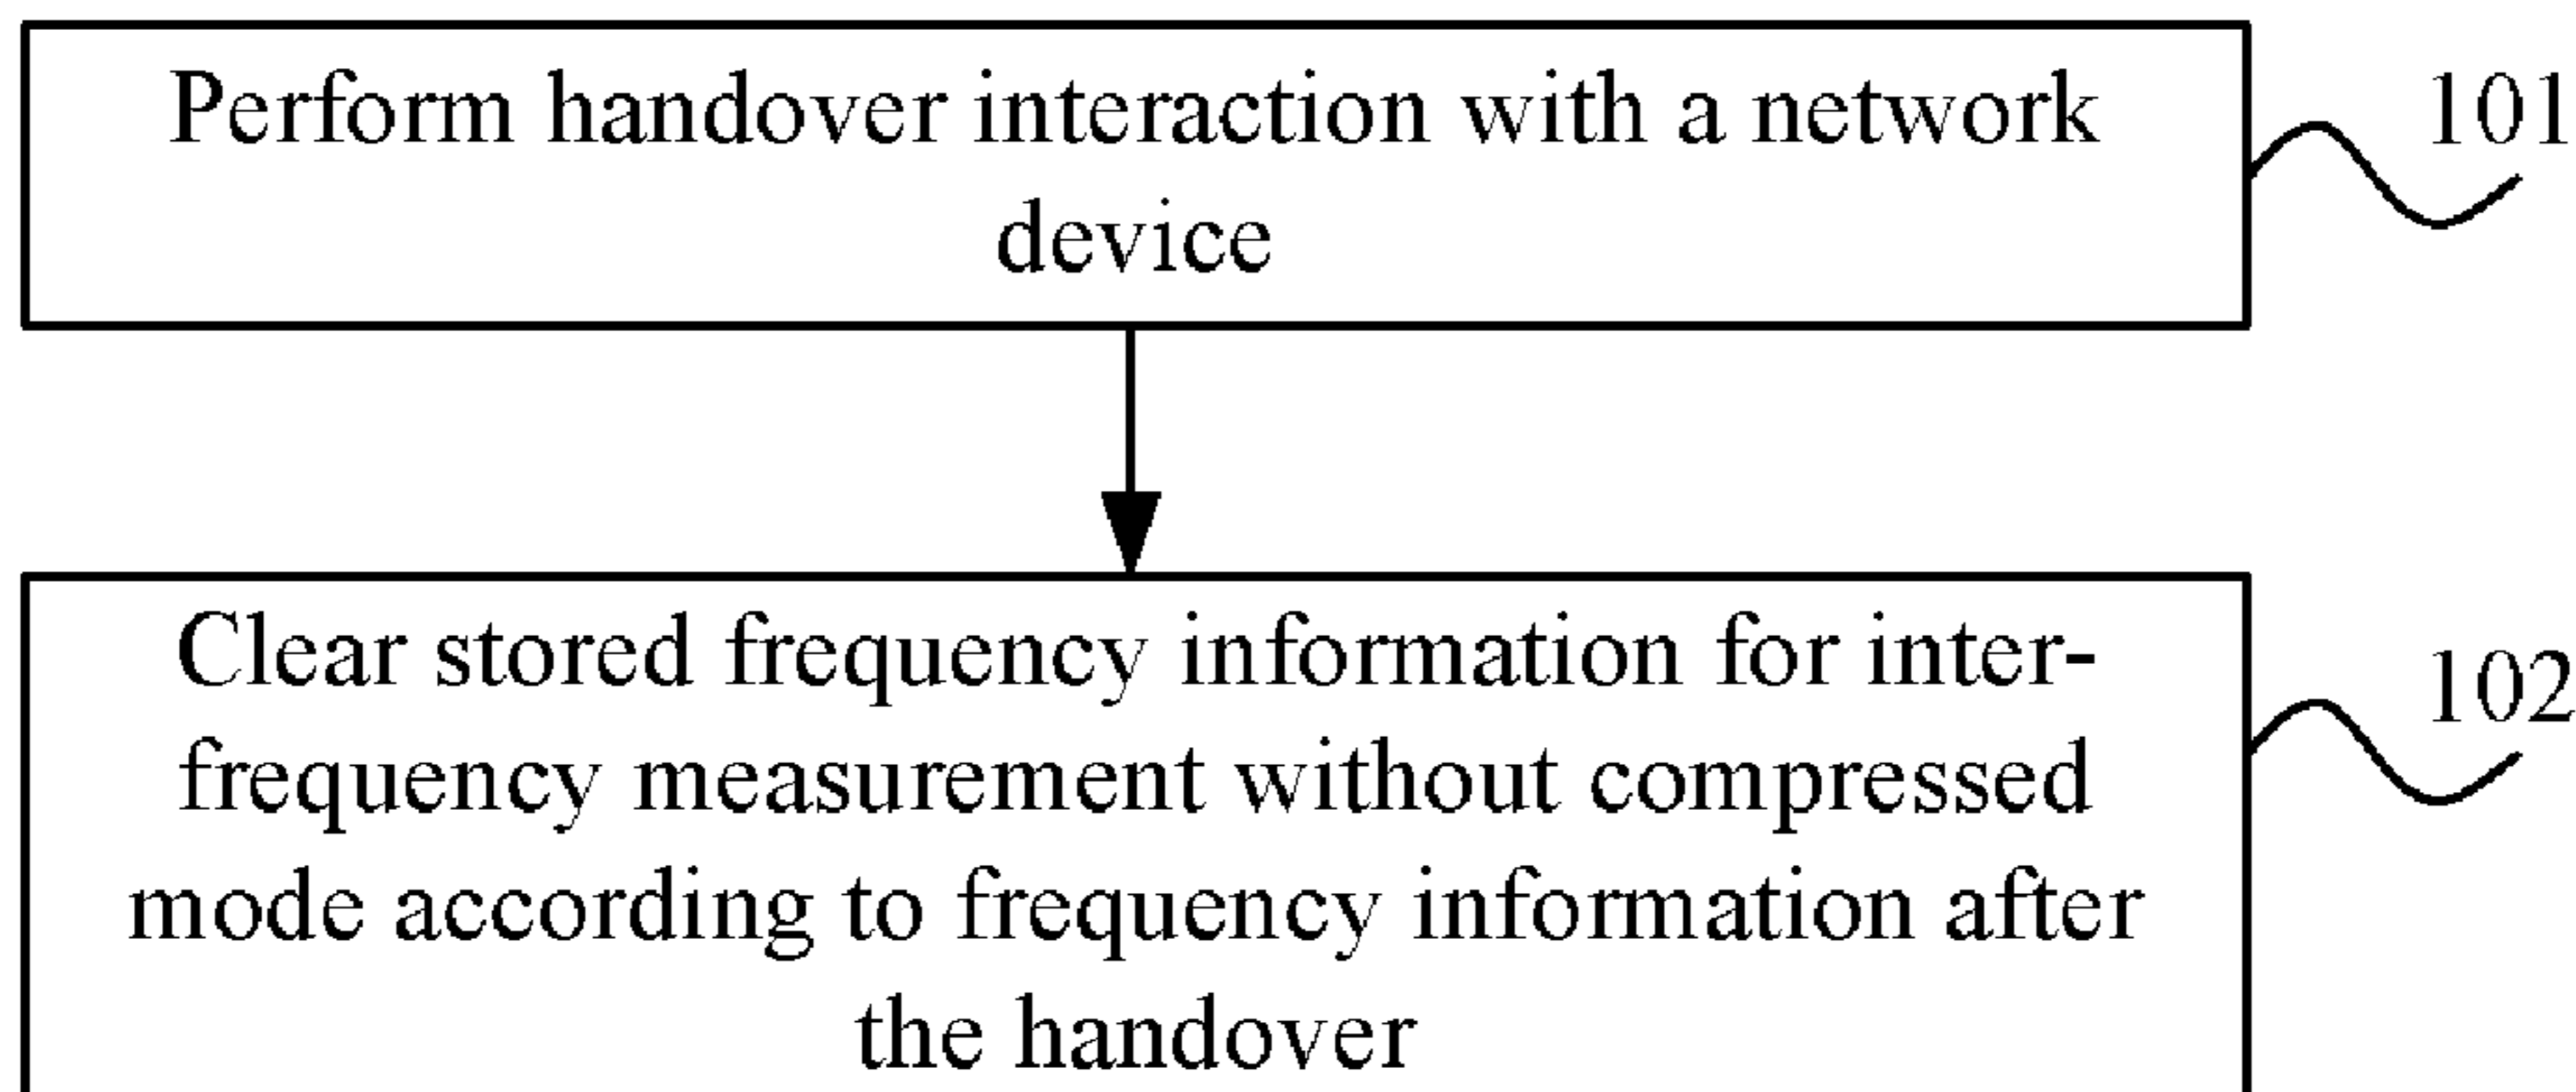 Perform handover interaction with a network
device
101
Clear stored frequency information for inter-
frequency measurement without compressed
mode according to frequency information after
the handover
102